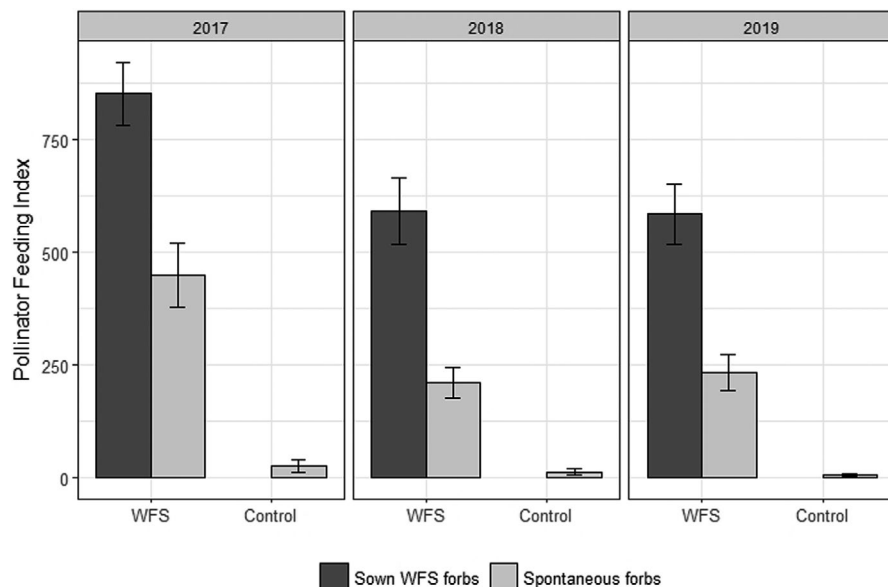 2017 2018 2019
Pollinator Feeding Index
750
500
250
0
WFS Control WFS Control WFS Control
Sown WFS forbs Spontaneous forbs